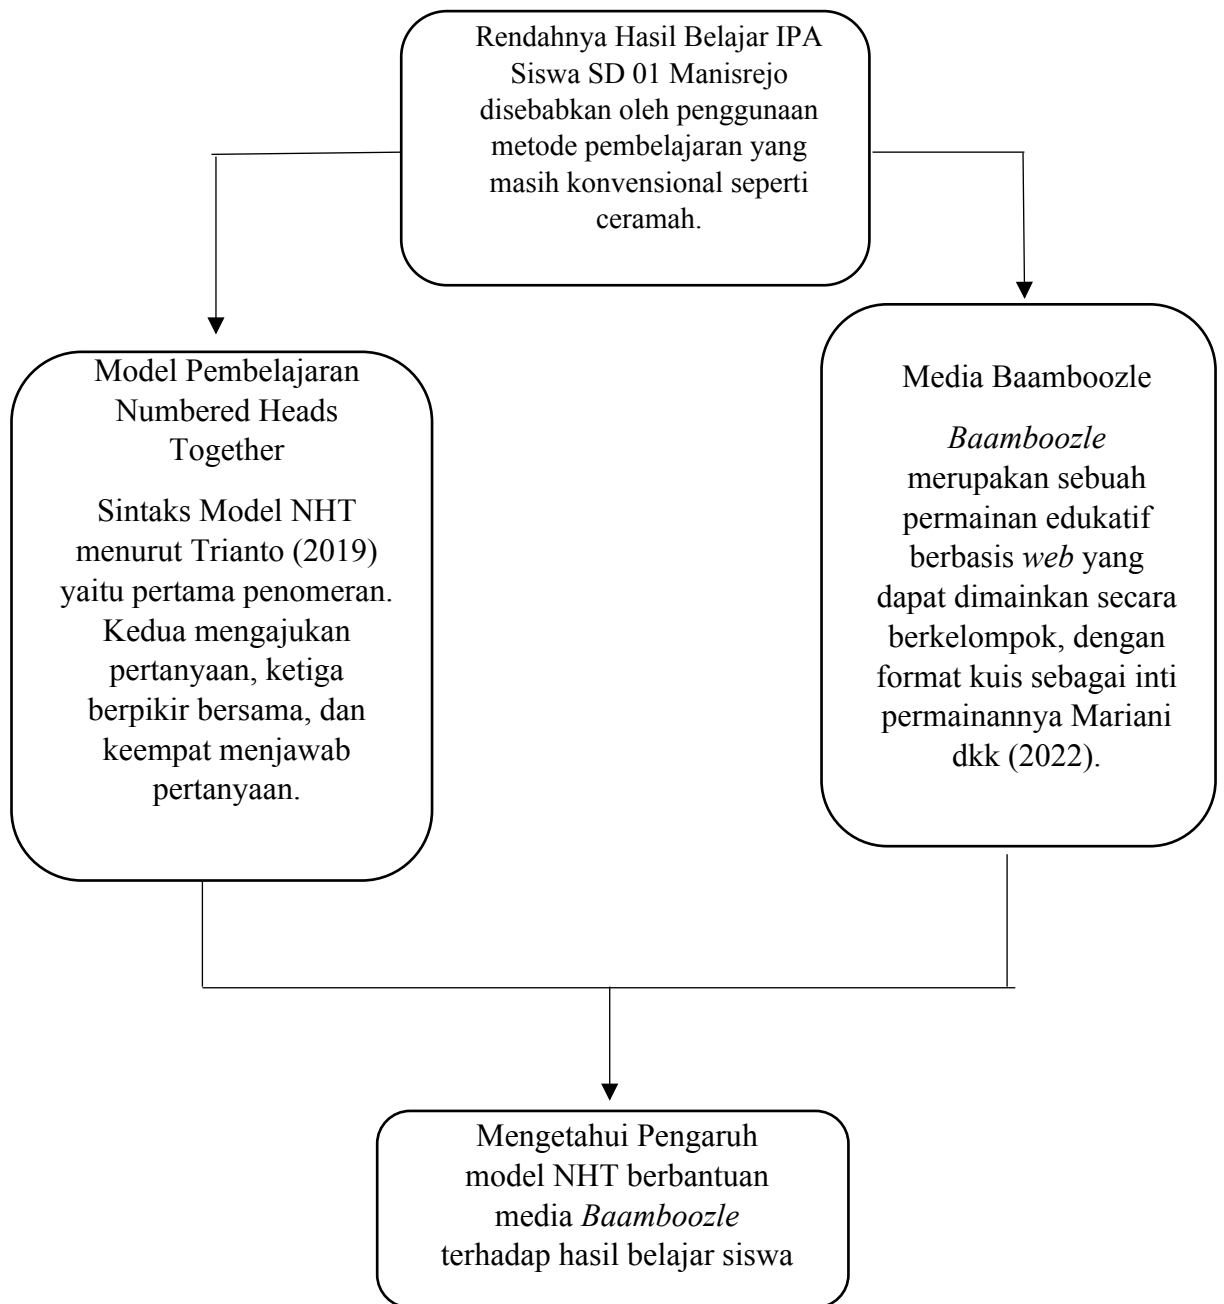 Rendahnya Hasil Belajar IPA
Siswa SD 01 Manisrejo
disebabkan oleh penggunaan
metode pembelajaran yang
masih konvensional seperti
ceramah.
Model Pembelajaran
Numbered Heads
Together
Sintaks Model NHT
menurut Trianto (2019)
yaitu pertama penomeran.
Kedua mengajukan
pertanyaan, ketiga
berpikir bersama, dan
keempat menjawab
pertanyaan.
Media Baamboozle
Baamboozle
merupakan sebuah
permainan edukatif
berbasis web yang
dapat dimainkan secara
berkelompok, dengan
format kuis sebagai inti
permainannya Mariani
dkk (2022).
Mengetahui Pengaruh
model NHT berbantuan
media Baamboozle
terhadap hasil belajar siswa